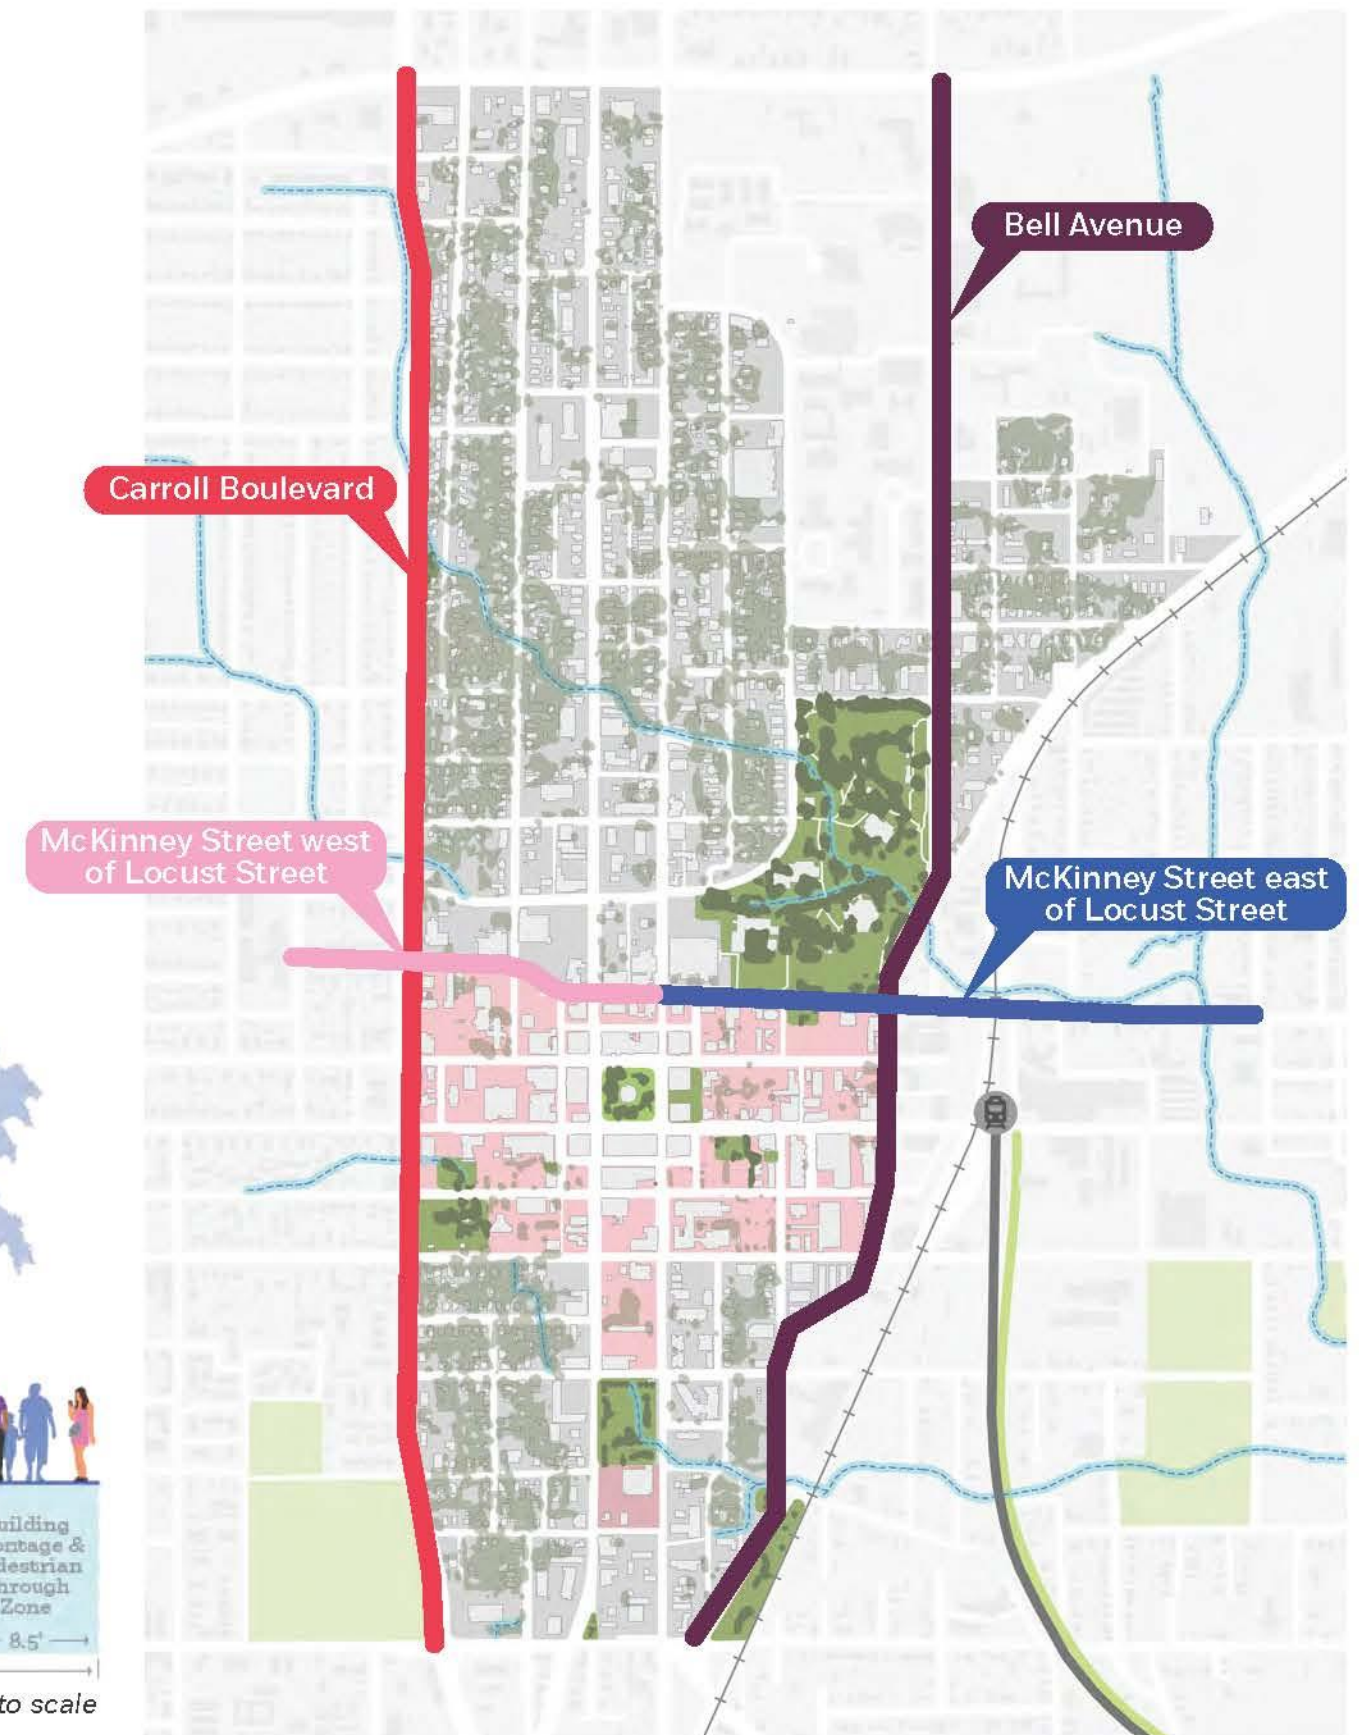 Bell Avenue
Carroll Boulevard
McKinney Street west
of Locust Street
McKinney Street east
of Locust Street
uilding
ontage &
destrian
hrough
Zone
8.5'
to scale